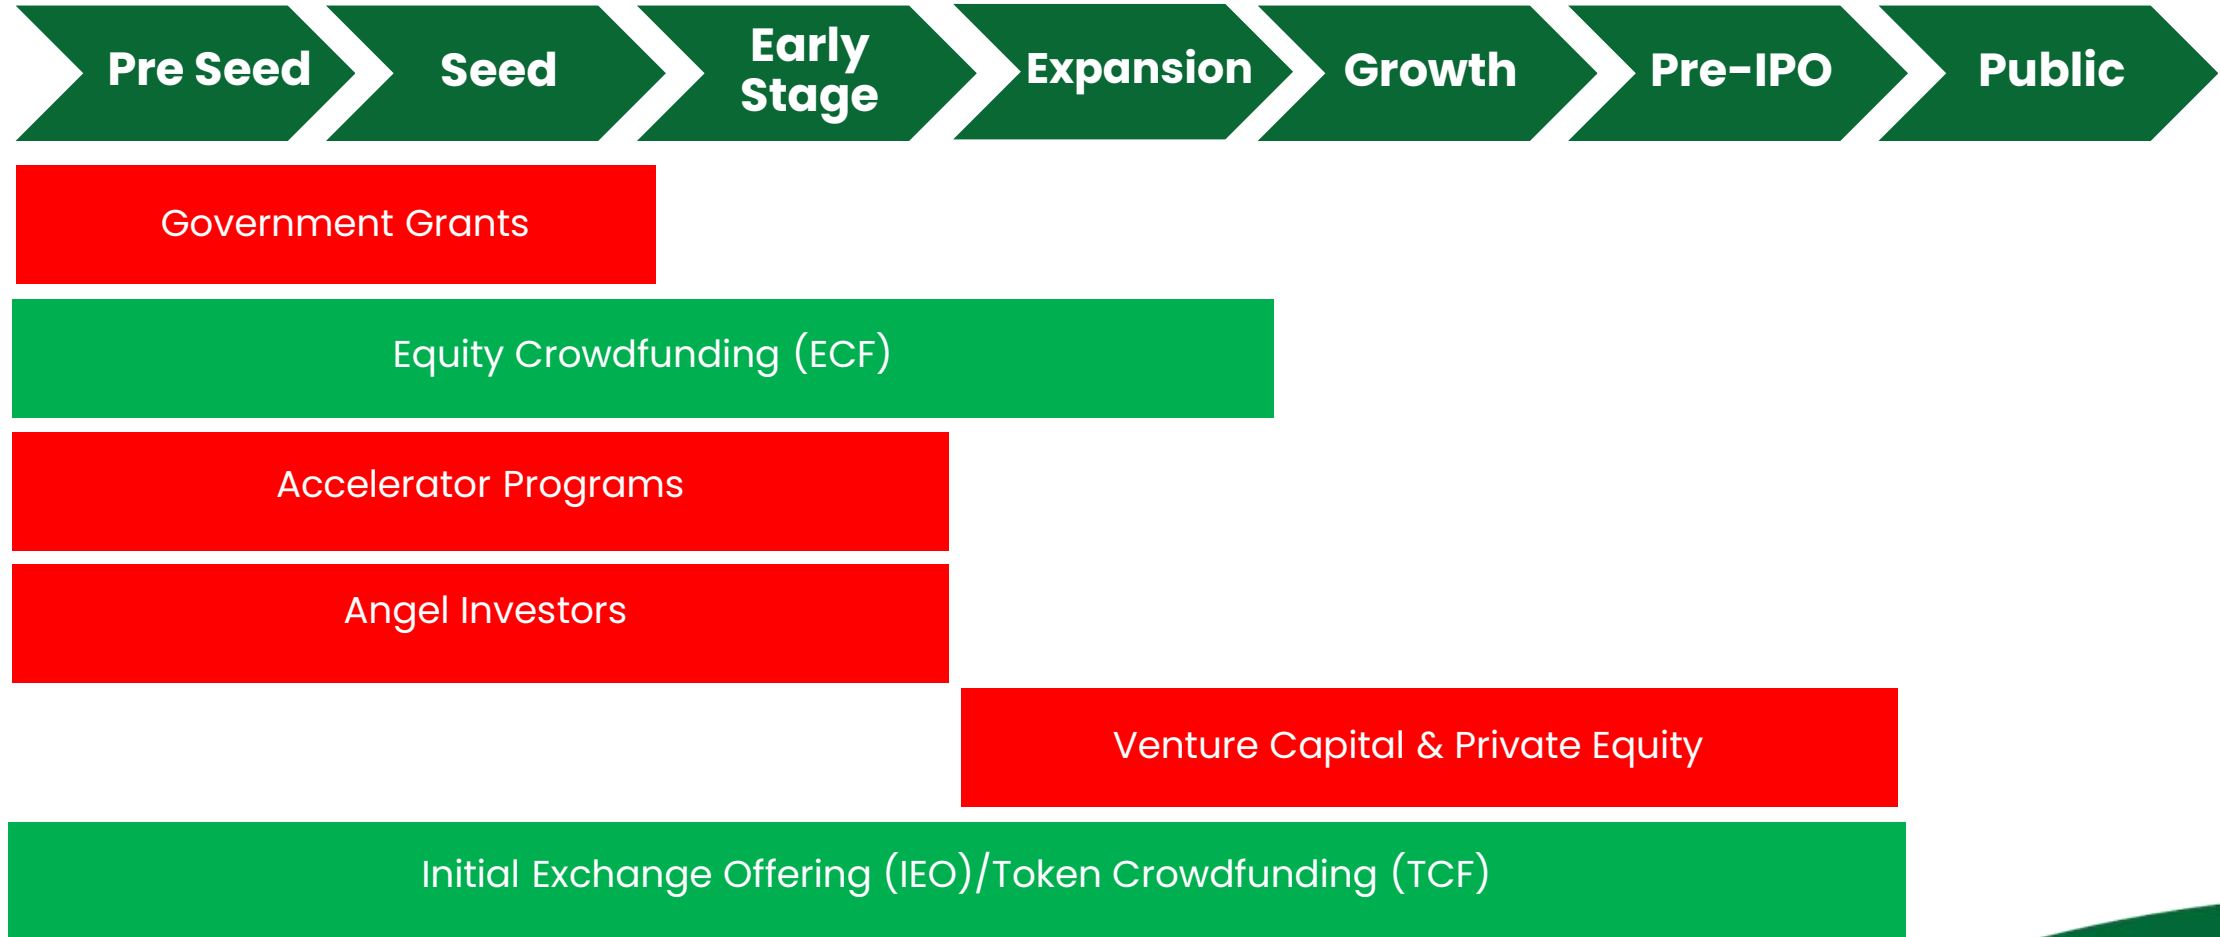 Pre Seed
Seed
Early
Stage
Expansion
Growth
Pre-IPO
Public
Government Grants
Equity Crowdfunding (ECF)
Accelerator Programs
Angel Investors
Venture Capital & Private Equity
Initial Exchange Offering (IEO)/Token Crowdfunding (TCF)